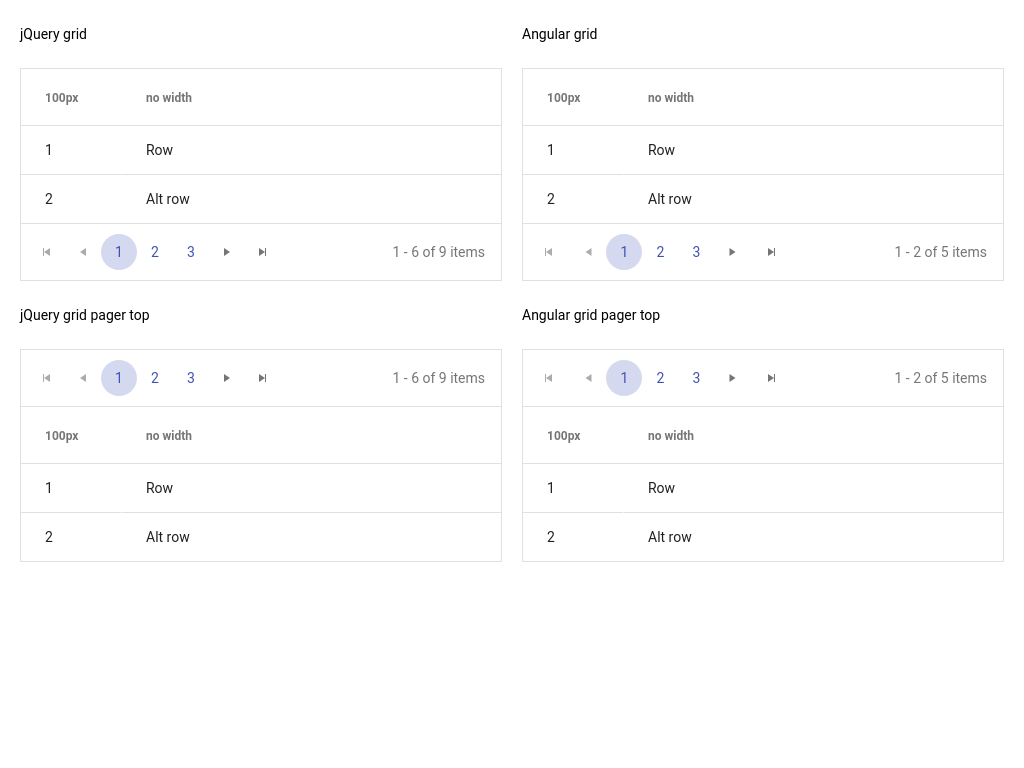 jQuery grid
100px no width
1 Row
2 Alt row
1 2 3 1 - 6 of 9 items
Angular grid
100px no width
1 Row
2 Alt row
1 2 3 1 - 2 of 5 items
jQuery grid pager top
1 2 3 1 - 6 of 9 items
100px no width
1 Row
2 Alt row
Angular grid pager top
1 2 3 1 - 2 of 5 items
100px no width
1 Row
2 Alt row